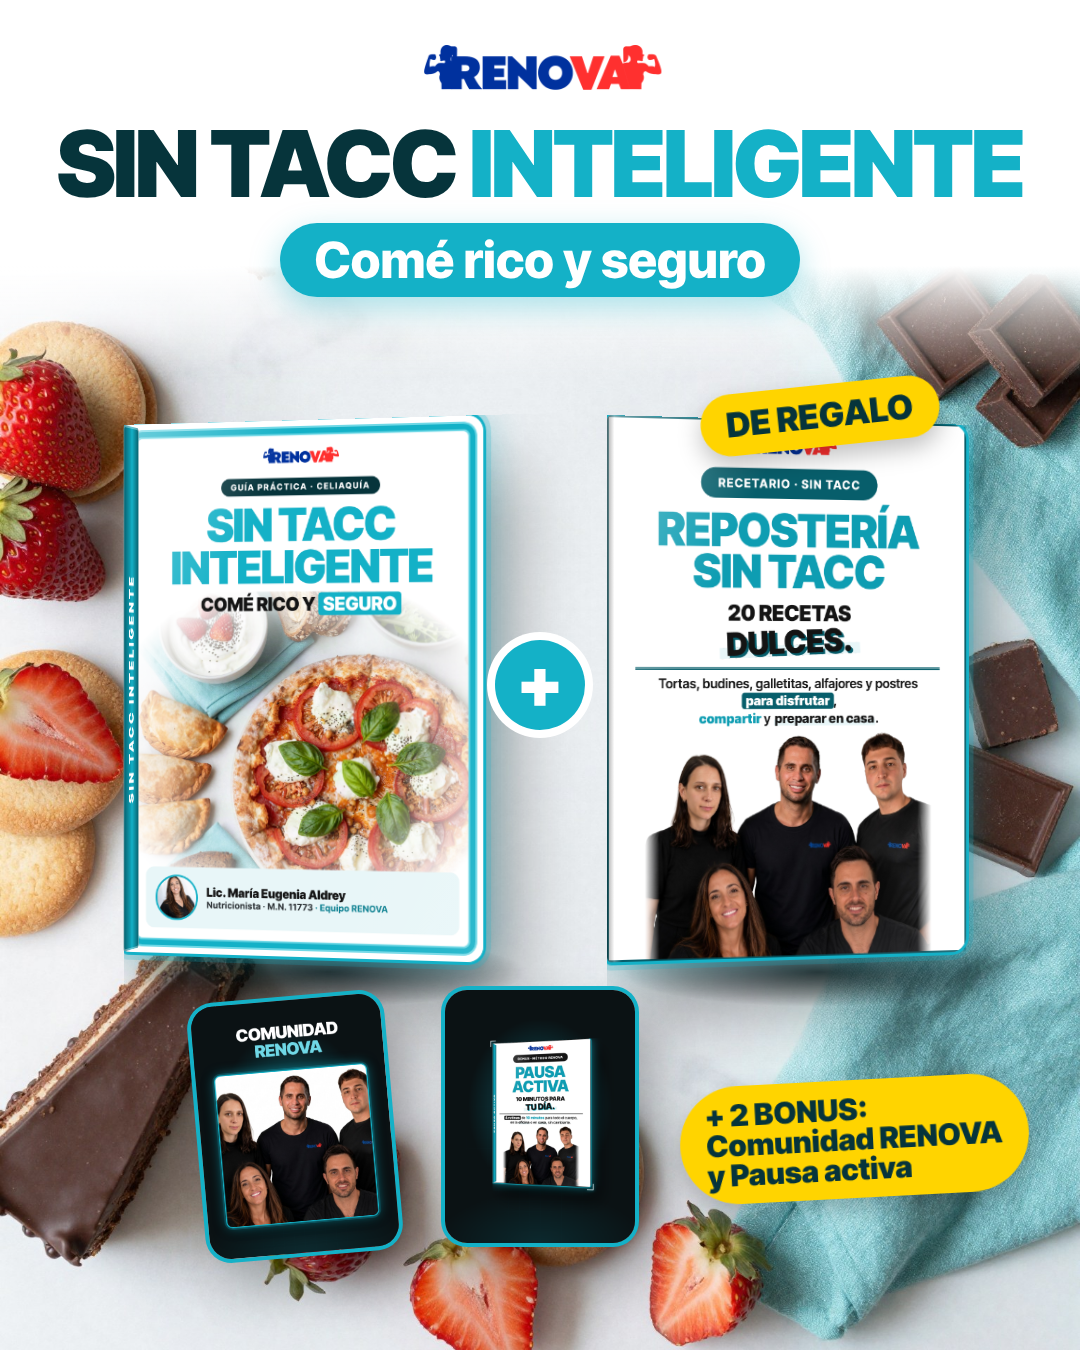 RENOVA
SIN TACC INTELIGENTE
Comé rico y seguro
DE REGALO
RENOVA
GUÍA PRÁCTICA · CELIAQUÍA
SIN TACC
INTELIGENTE
COMÉ RICO Y SEGURO
SIN TACC INTELIGENTE
Lic. María Eugenia Aldrey
Nutricionista · M.N. 11773 · Equipo RENOVA
+
RECETARIO · SIN TACC
REPOSTERÍA
SIN TACC
20 RECETAS
DULCES.
Tortas, budines, galletitas, alfajores y postres
para disfrutar,
compartir y preparar en casa.
RENOVA
RENOVA
COMUNIDAD
RENOVA
RENOVA
PAUSA
ACTIVA
10 MINUTOS PARA
TU DÍA.
+ 2 BONUS:
Comunidad RENOVA
y Pausa activa